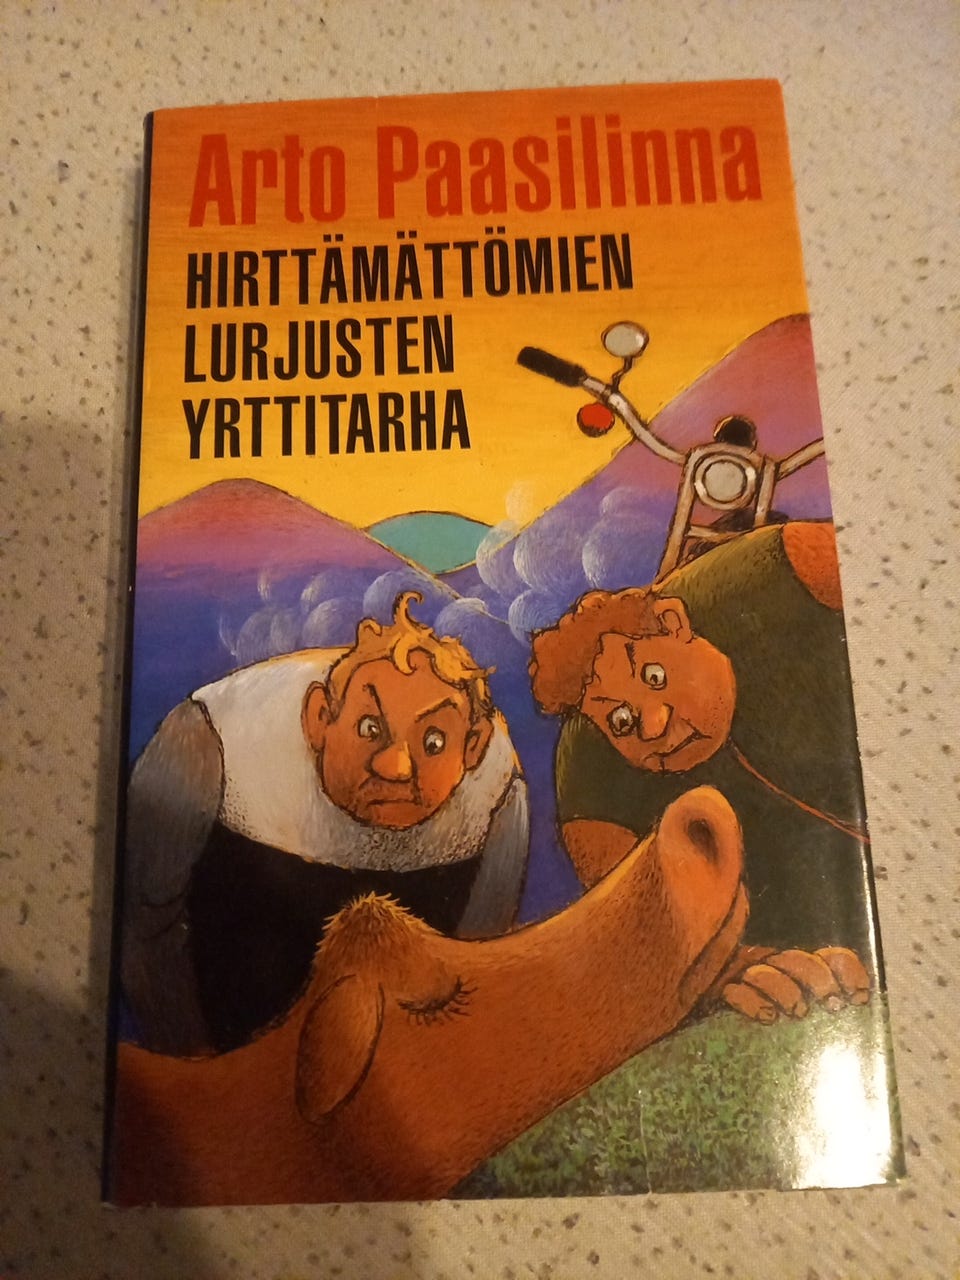 Arto Paasilinna
HIRTTÄMÄTTÖMIEN
LURJUSTEN
YRTTITARHA